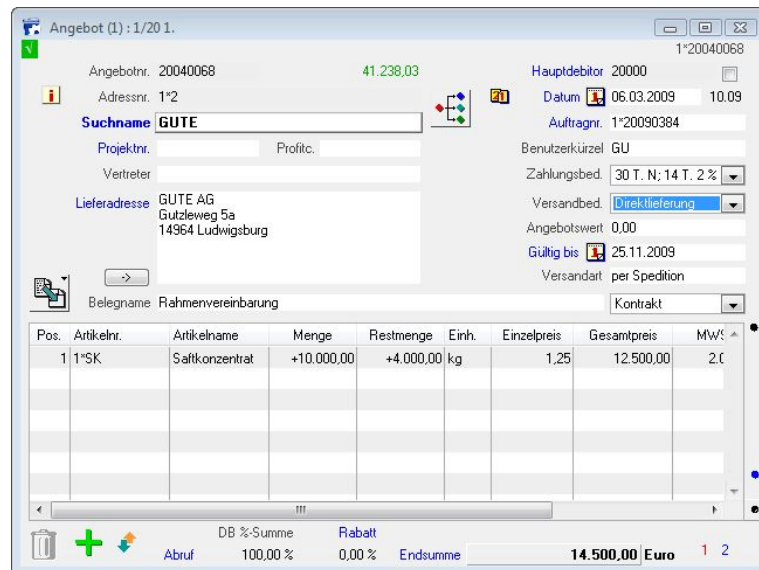 Angebot (1) : 1/20 1.
1*20040068
Angebotnr. 20040068 41.238,03 Hauptdebitor 20000
Adressnr. 1*2 Datum 06.03.2009 10.09
Suchname GUTE Auftragnr. 1*20090384
Projektnr. Profitc. Benutzerkürzel GU
Vertreter Zahlungsbed. 30 T. N; 14 T. 2 %
Lieferadresse GUTE AG Versandbed. Direktlieferung
Gutzleweg 5a
14964 Ludwigsburg Angebotswert 0,00
Gültig bis 25.11.2009
-> Versandart per Spedition
Belegname Rahmenvereinbarung Kontrakt
Pos. Artikelnr. Artikelname Menge Restmenge Einh. Einzelpreis Gesamtpreis
1 1*SK Saftkonzentrat +10.000,00 +4.000,00 kg 1,25 12.500,00
DB %-Summe Rabatt
Abruf 100,00 % 0,00 % Endsumme 14.500,00 Euro 1 2